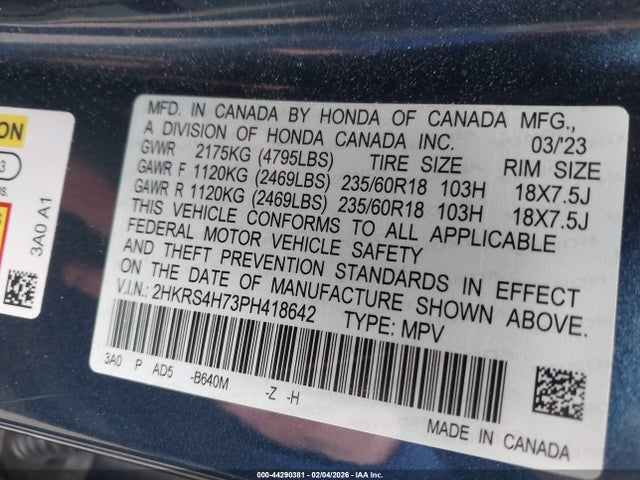 ON
3
s.
3A0 A1
MFD. IN CANADA BY HONDA OF CANADA MFG.,
A DIVISION OF HONDA CANADA INC. 03/'23
GVWR 2175KG (4795LBS) TIRE SIZE RIM SIZE
GAWR F 1120KG (2469LBS) 235/60R18 103H 18X7.5J
GAWR R 1120KG (2469LBS) 235/60R18 103H 18X7.5J
THIS VEHICLE CONFORMS TO ALL APPLICABLE
FEDERAL MOTOR VEHICLE SAFETY
AND THEFT PREVENTION STANDARDS IN EFFECT
ON THE DATE OF MANUFACTURE SHOWN ABOVE.
V.I.N.: 2HKRS4H73PH418642 TYPE: MPV
3A0 P AD5 -B640M -Z -H
MADE IN CANADA
000-44290381 - 02/04/2026 - IAA Inc.